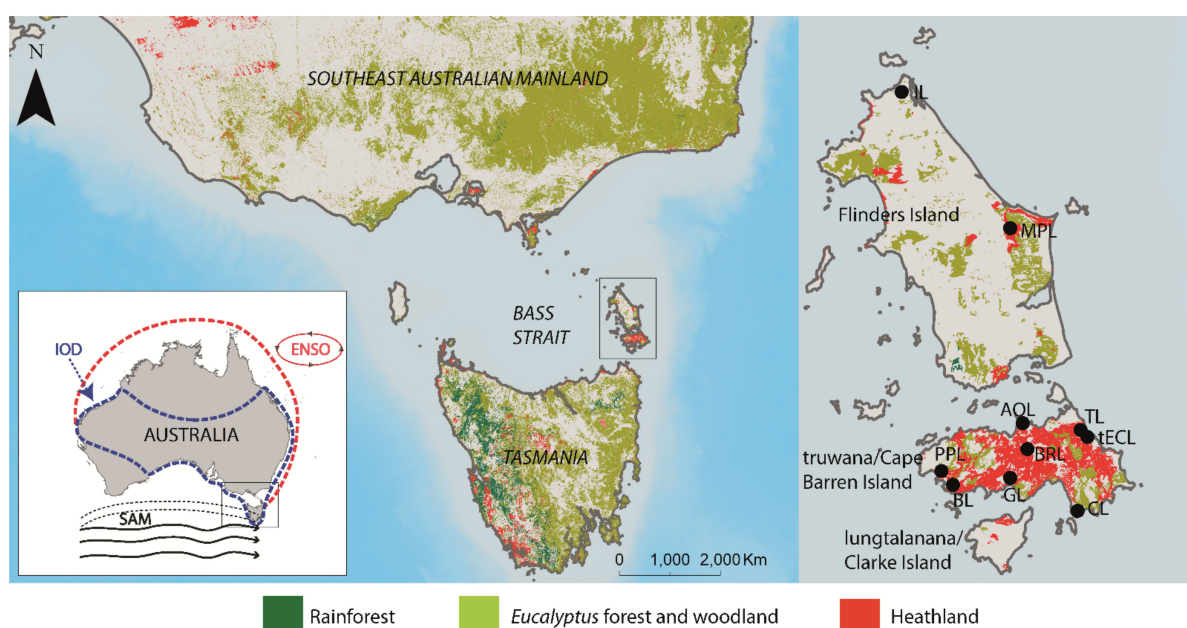 N
SOUTHEAST AUSTRALIAN MAINLAND
BASS
STRAIT
TASMANIA
0 1,000 2,000 Km
IOD
ENSO
AUSTRALIA
SAM
IL
Flinders Island
MPL
AOL
TL
tECL
BRL
PPL
truwana/Cape
Barren Island
GL
BL
CL
lungtalanana/
Clarke Island
Rainforest
Eucalyptus forest and woodland
Heathland